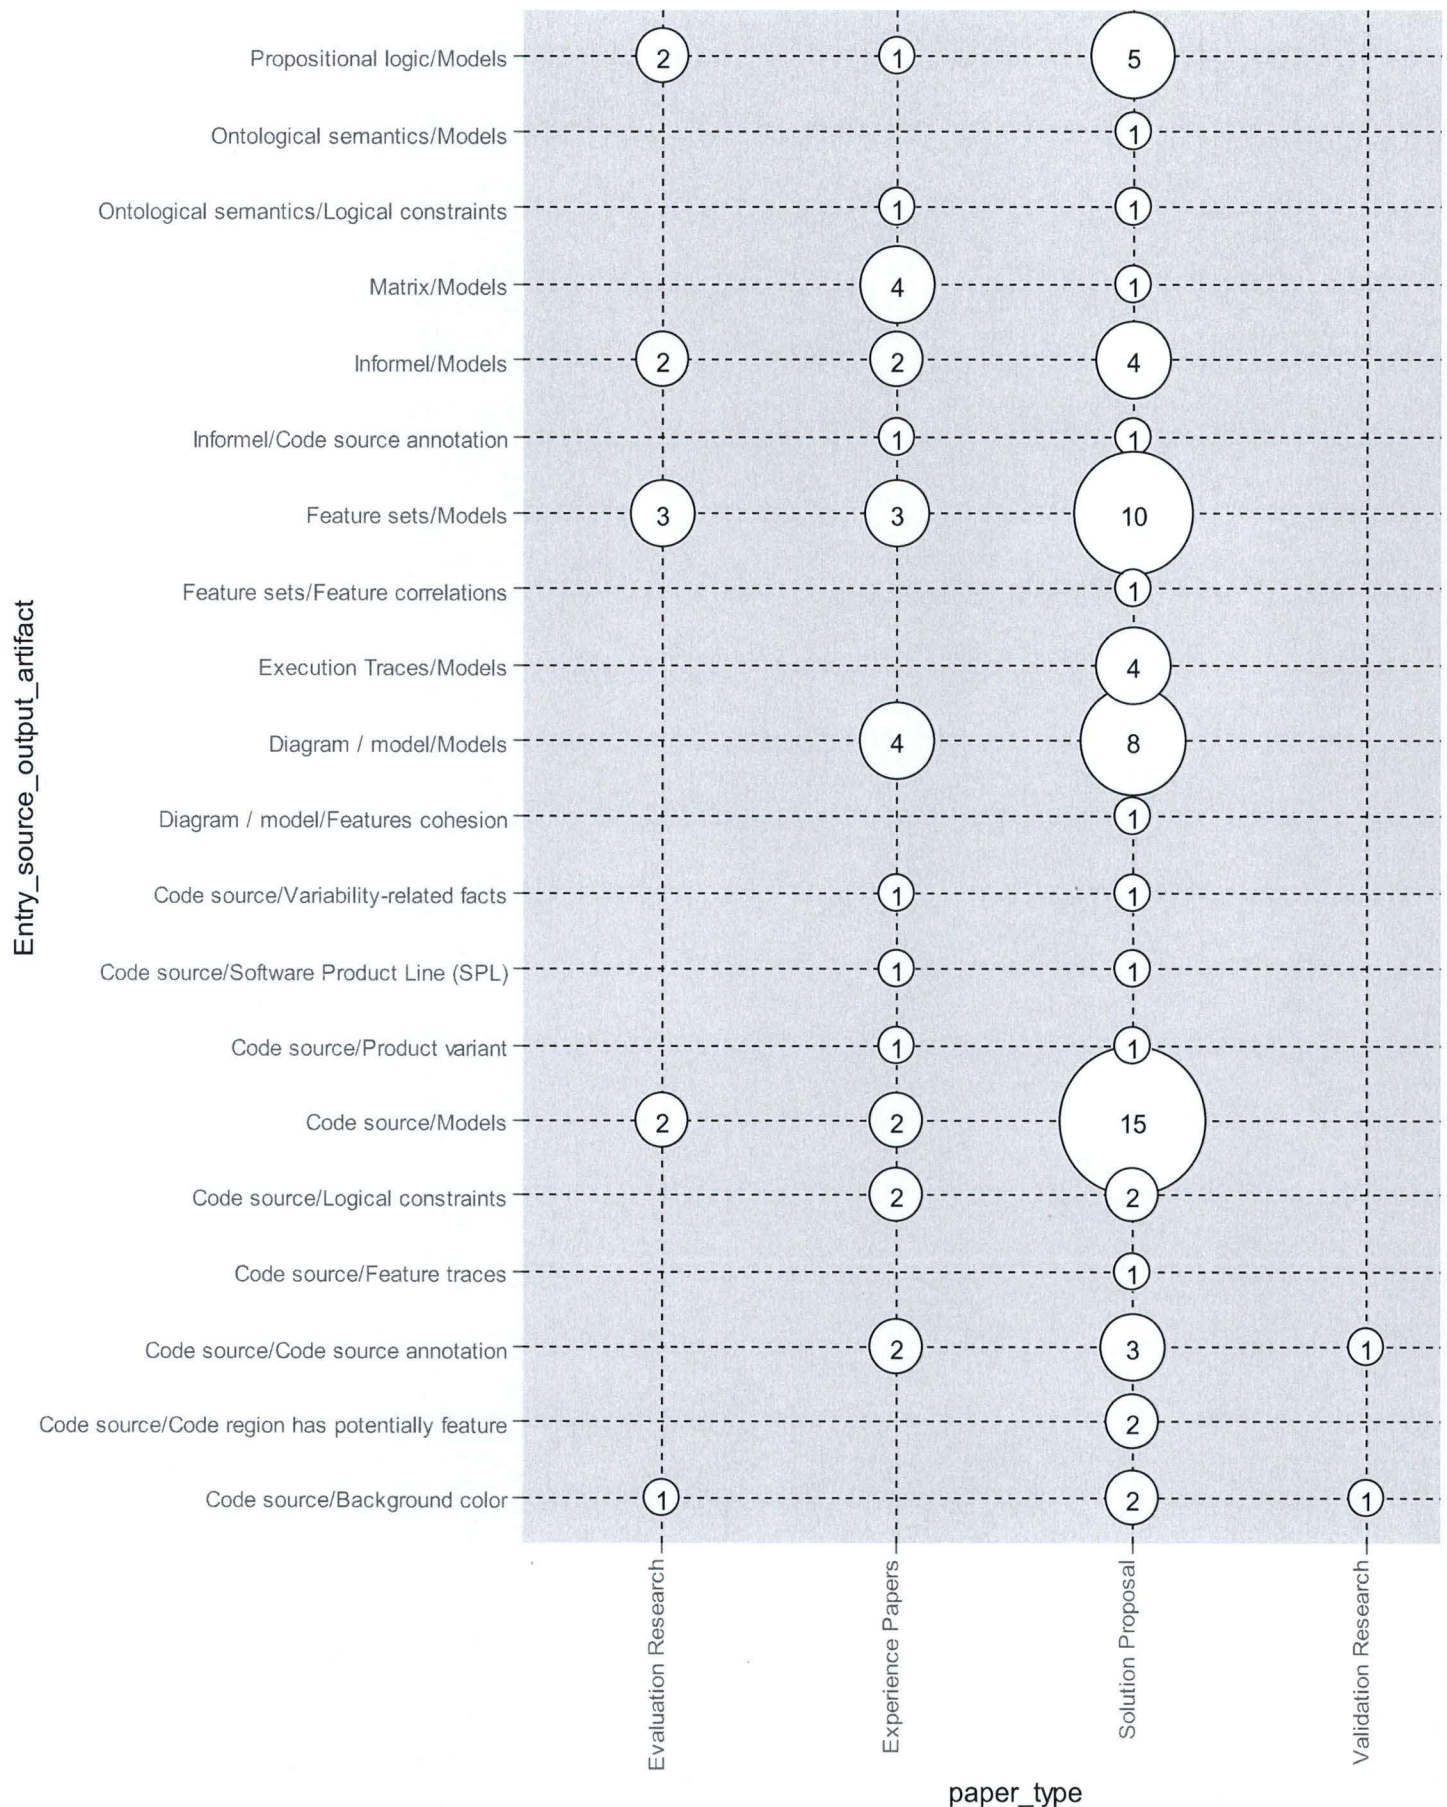 Propositional logic/Models 2 1 5
Ontological semantics/Models 1
Ontological semantics/Logical constraints 1 1
Matrix/Models 4 1
Informel/Models 2 2 4
Informel/Code source annotation 1 1
Feature sets/Models 3 3 10
Feature sets/Feature correlations 1
Execution Traces/Models 4
Diagram / model/Models 4 8
Diagram / model/Features cohesion 1
Code source/Variability-related facts 1 1
Code source/Software Product Line (SPL) 1 1
Code source/Product variant 1 1
Code source/Models 2 2 15
Code source/Logical constraints 2 2
Code source/Feature traces 1
Code source/Code source annotation 2 3 1
Code source/Code region has potentially feature 2
Code source/Background color 1 2 1
Entry_source_output_artifact
Evaluation Research
Experience Papers
Solution Proposal
Validation Research
paper_type